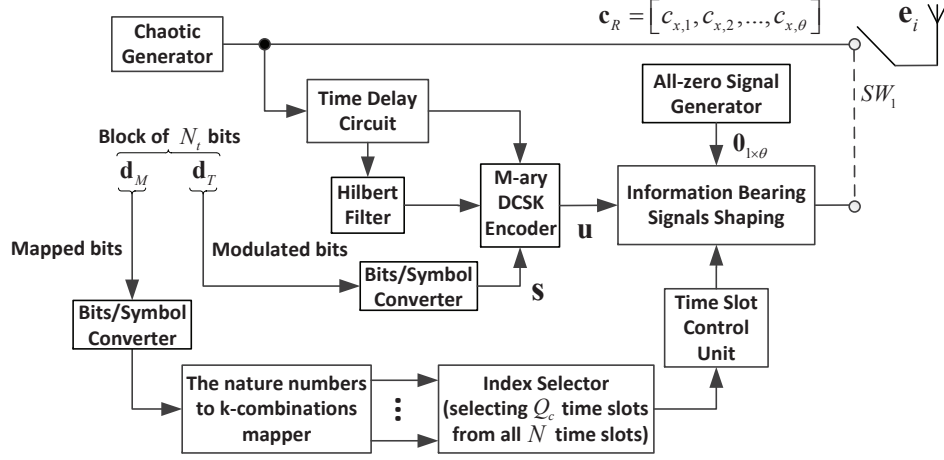 Chaotic
Generator
c_R = [c_{x,1}, c_{x,2}, ..., c_{x,θ}]
e_i
SW_1
Time Delay
Circuit
All-zero Signal
Generator
0_{1×θ}
Block of N_t bits
d_M d_T
Hilbert
Filter
M-ary
DCSK
Encoder
u
Information Bearing
Signals Shaping
Mapped bits
Modulated bits
Bits/Symbol
Converter
s
Bits/Symbol
Converter
Time Slot
Control
Unit
The nature numbers
to k-combinations
mapper
Index Selector
(selecting Q_c time slots
from all N time slots)